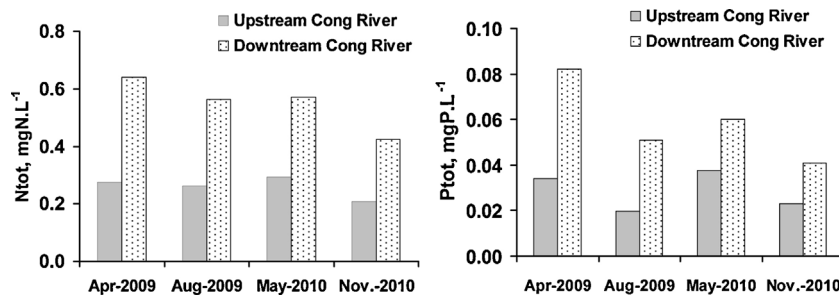 Upstream Cong River
Downtream Cong River
Ntot, mgN.L-1
0.8
0.6
0.4
0.2
0.0
Apr-2009 Aug-2009 May-2010 Nov.-2010
Upstream Cong River
Downtream Cong River
Ptot, mgP.L-1
0.10
0.08
0.06
0.04
0.02
0.00
Apr-2009 Aug-2009 May-2010 Nov.-2010